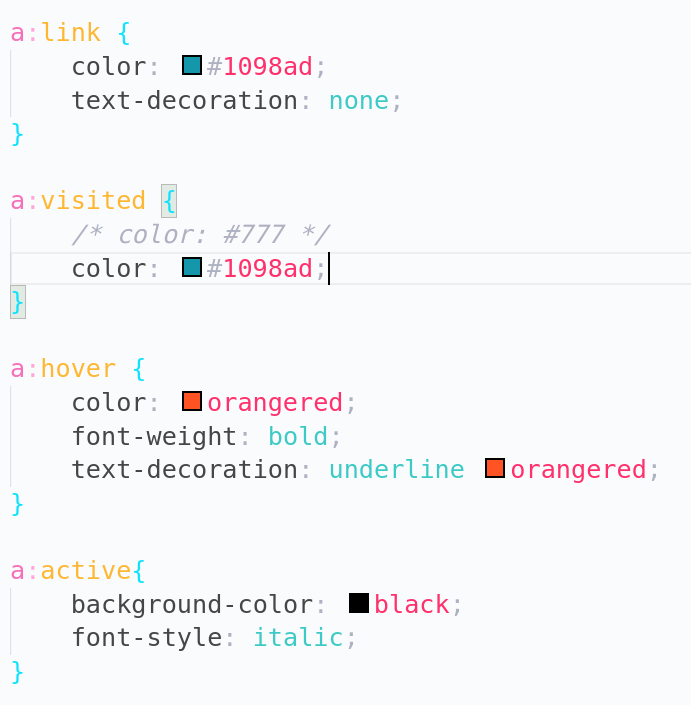 a:link {
    color: #1098ad;
    text-decoration: none;
}

a:visited {
    /* color: #777 */
    color: #1098ad;
}

a:hover {
    color: orangered;
    font-weight: bold;
    text-decoration: underline orangered;
}

a:active{
    background-color: black;
    font-style: italic;
}